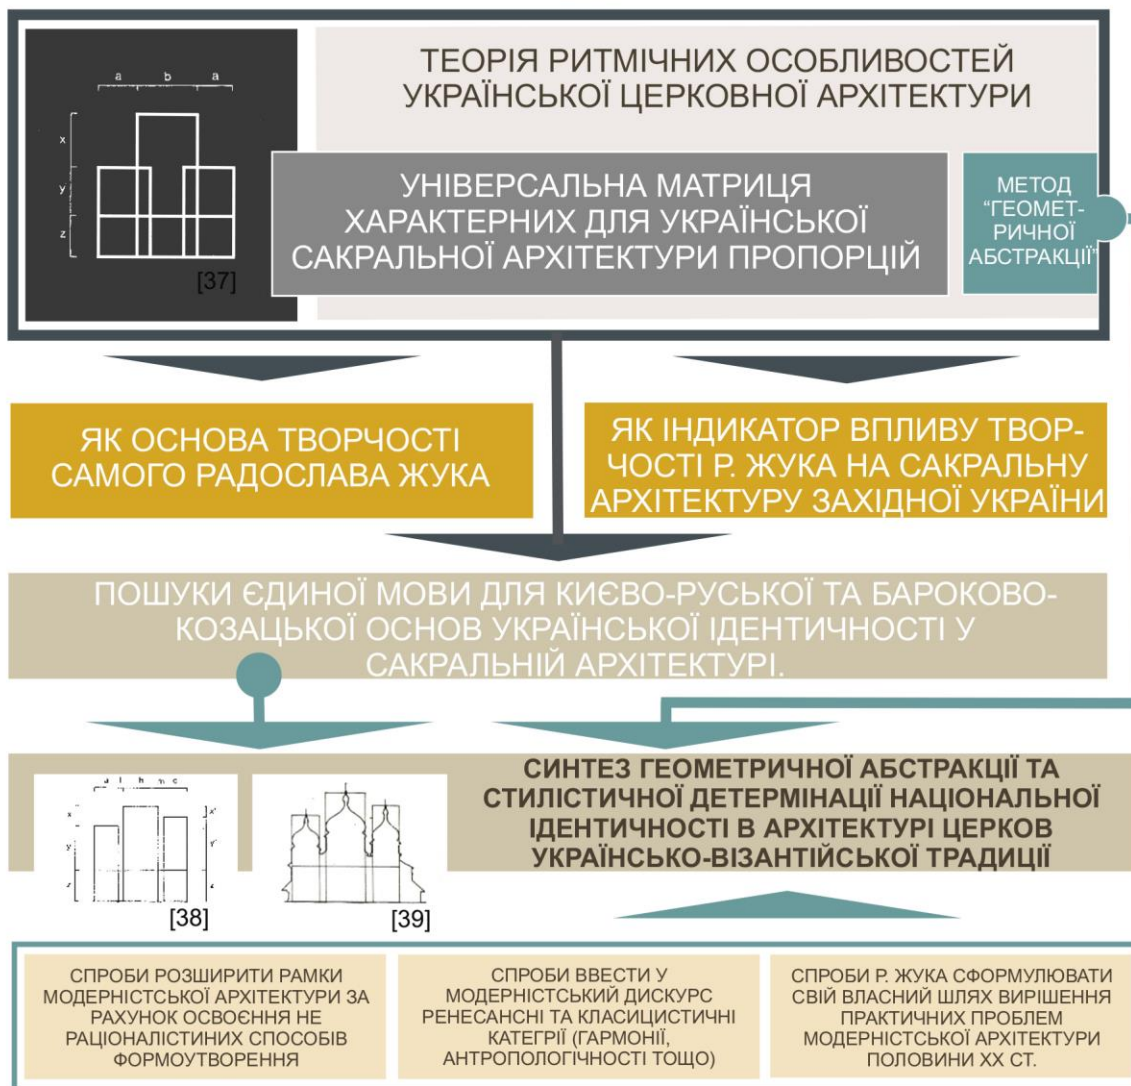 ТЕОРІЯ РИТМІЧНИХ ОСОБЛИВОСТЕЙ
УКРАЇНСЬКОЇ ЦЕРКОВНОЇ АРХІТЕКТУРИ
a b a
x
y
z
[37]
УНІВЕРСАЛЬНА МАТРИЦЯ
ХАРАКТЕРНИХ ДЛЯ УКРАЇНСЬКОЇ
САКРАЛЬНОЇ АРХІТЕКТУРИ ПРОПОРЦІЙ
МЕТОД
“ГЕОМЕТ-
РИЧНОЇ
АБСТРАКЦІЇ”
ЯК ОСНОВА ТВОРЧОСТІ
САМОГО РАДОСЛАВА ЖУКА
ЯК ІНДИКАТОР ВПЛИВУ ТВОР-
ЧОСТІ Р. ЖУКА НА САКРАЛЬНУ
АРХІТЕКТУРУ ЗАХІДНОЇ УКРАЇНИ
ПОШУКИ ЄДИНОЇ МОВИ ДЛЯ КИЄВО-РУСЬКОЇ ТА БАРОКОВО-
КОЗАЦЬКОЇ ОСНОВ УКРАЇНСЬКОЇ ІДЕНТИЧНОСТІ У
САКРАЛЬНІЙ АРХІТЕКТУРІ.
[38]
[39]
СИНТЕЗ ГЕОМЕТРИЧНОЇ АБСТРАКЦІЇ ТА
СТИЛІСТИЧНОЇ ДЕТЕРМІНАЦІЇ НАЦІОНАЛЬНОЇ
ІДЕНТИЧНОСТІ В АРХІТЕКТУРІ ЦЕРКОВ
УКРАЇНСЬКО-ВІЗАНТІЙСЬКОЇ ТРАДИЦІЇ
СПРОБИ РОЗШИРИТИ РАМКИ
МОДЕРНІСТСЬКОЇ АРХІТЕКТУРИ ЗА
РАХУНОК ОСВОЄННЯ НЕ
РАЦІОНАЛІСТИНИХ СПОСОБІВ
ФОРМОУТВОРЕННЯ
СПРОБИ ВВЕСТИ У
МОДЕРНІСТСЬКИЙ ДИСКУРС
РЕНЕСАНСНІ ТА КЛАСИЦИСТИЧНІ
КАТЕГРІЇ (ГАРМОНІЇ,
АНТРОПОЛОГІЧНОСТІ ТОЩО)
СПРОБИ Р. ЖУКА СФОРМУЛЮВАТИ
СВІЙ ВЛАСНИЙ ШЛЯХ ВИРІШЕННЯ
ПРАКТИЧНИХ ПРОБЛЕМ
МОДЕРНІСТСЬКОЇ АРХІТЕКТУРИ
ПОЛОВИНИ ХХ СТ.